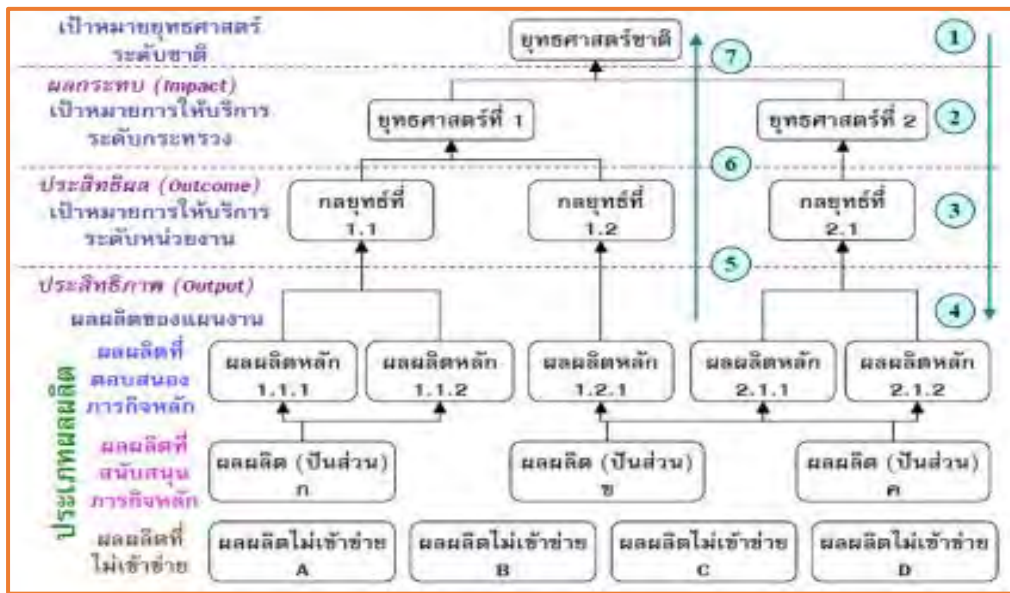 เป้าหมายยุทธศาสตร์
ระดับชาติ
ยุทธศาสตร์ชาติ
7
1
ผลกระทบ (Impact)
เป้าหมายการให้บริการ
ระดับกระทรวง
ยุทธศาสตร์ที่ 1
ยุทธศาสตร์ที่ 2
2
6
ประสิทธิผล (Outcome)
เป้าหมายการให้บริการ
ระดับหน่วยงาน
กลยุทธ์ที่
1.1
กลยุทธ์ที่
1.2
กลยุทธ์ที่
2.1
3
5
ประสิทธิภาพ (Output)
ผลผลิตของแผนงาน
4
ประเภทผลผลิต
ผลผลิตที่
ตอบสนอง
ภารกิจหลัก
ผลผลิตหลัก
1.1.1
ผลผลิตหลัก
1.1.2
ผลผลิตหลัก
1.2.1
ผลผลิตหลัก
2.1.1
ผลผลิตหลัก
2.1.2
ผลผลิตที่
สนับสนุน
ภารกิจหลัก
ผลผลิต (ปันส่วน)
ก
ผลผลิต (ปันส่วน)
ข
ผลผลิต (ปันส่วน)
ค
ผลผลิตที่
ไม่เข้าข่าย
ผลผลิตไม่เข้าข่าย
A
ผลผลิตไม่เข้าข่าย
B
ผลผลิตไม่เข้าข่าย
C
ผลผลิตไม่เข้าข่าย
D